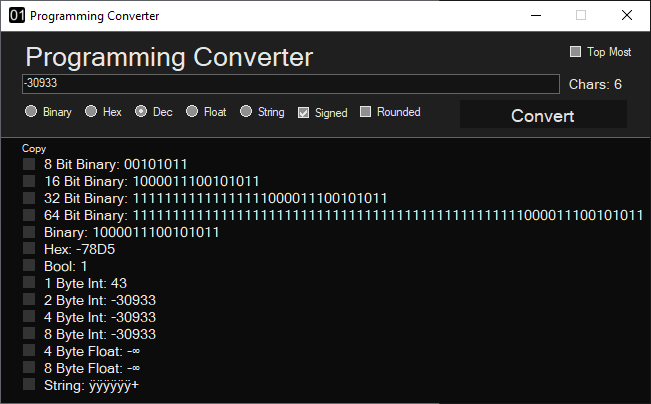 01 Programming Converter
Programming Converter
Top Most
-30933
Chars: 6
Binary Hex Dec Float String Signed Rounded
Convert
Copy
8 Bit Binary: 00101011
16 Bit Binary: 1000011100101011
32 Bit Binary: 11111111111111111000011100101011
64 Bit Binary: 1111111111111111111111111111111111111111111111111000011100101011
Binary: 1000011100101011
Hex: -78D5
Bool: 1
1 Byte Int: 43
2 Byte Int: -30933
4 Byte Int: -30933
8 Byte Int: -30933
4 Byte Float: -∞
8 Byte Float: -∞
String: ÿÿÿÿÿÿ+